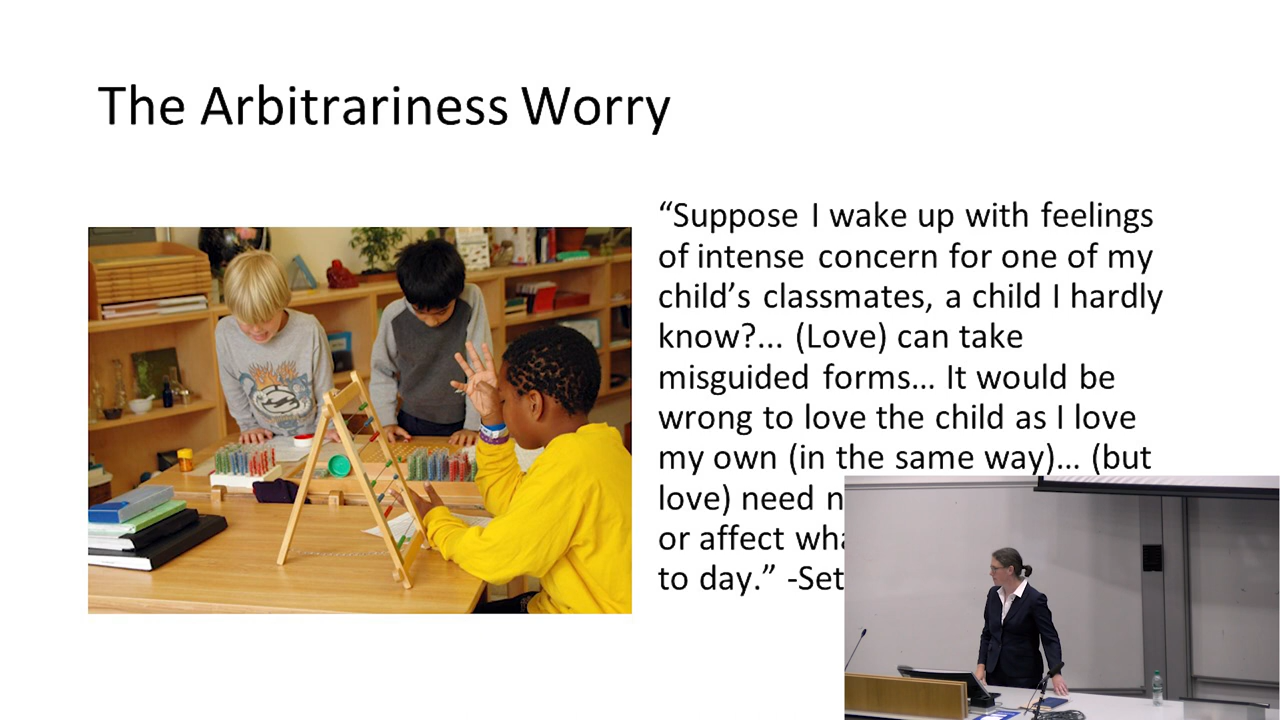 The Arbitrariness Worry
“Suppose I wake up with feelings
of intense concern for one of my
child’s classmates, a child I hardly
know?... (Love) can take
misguided forms… It would be
wrong to love the child as I love
my own (in the same way)… (but
love) need
or affect
to day.”